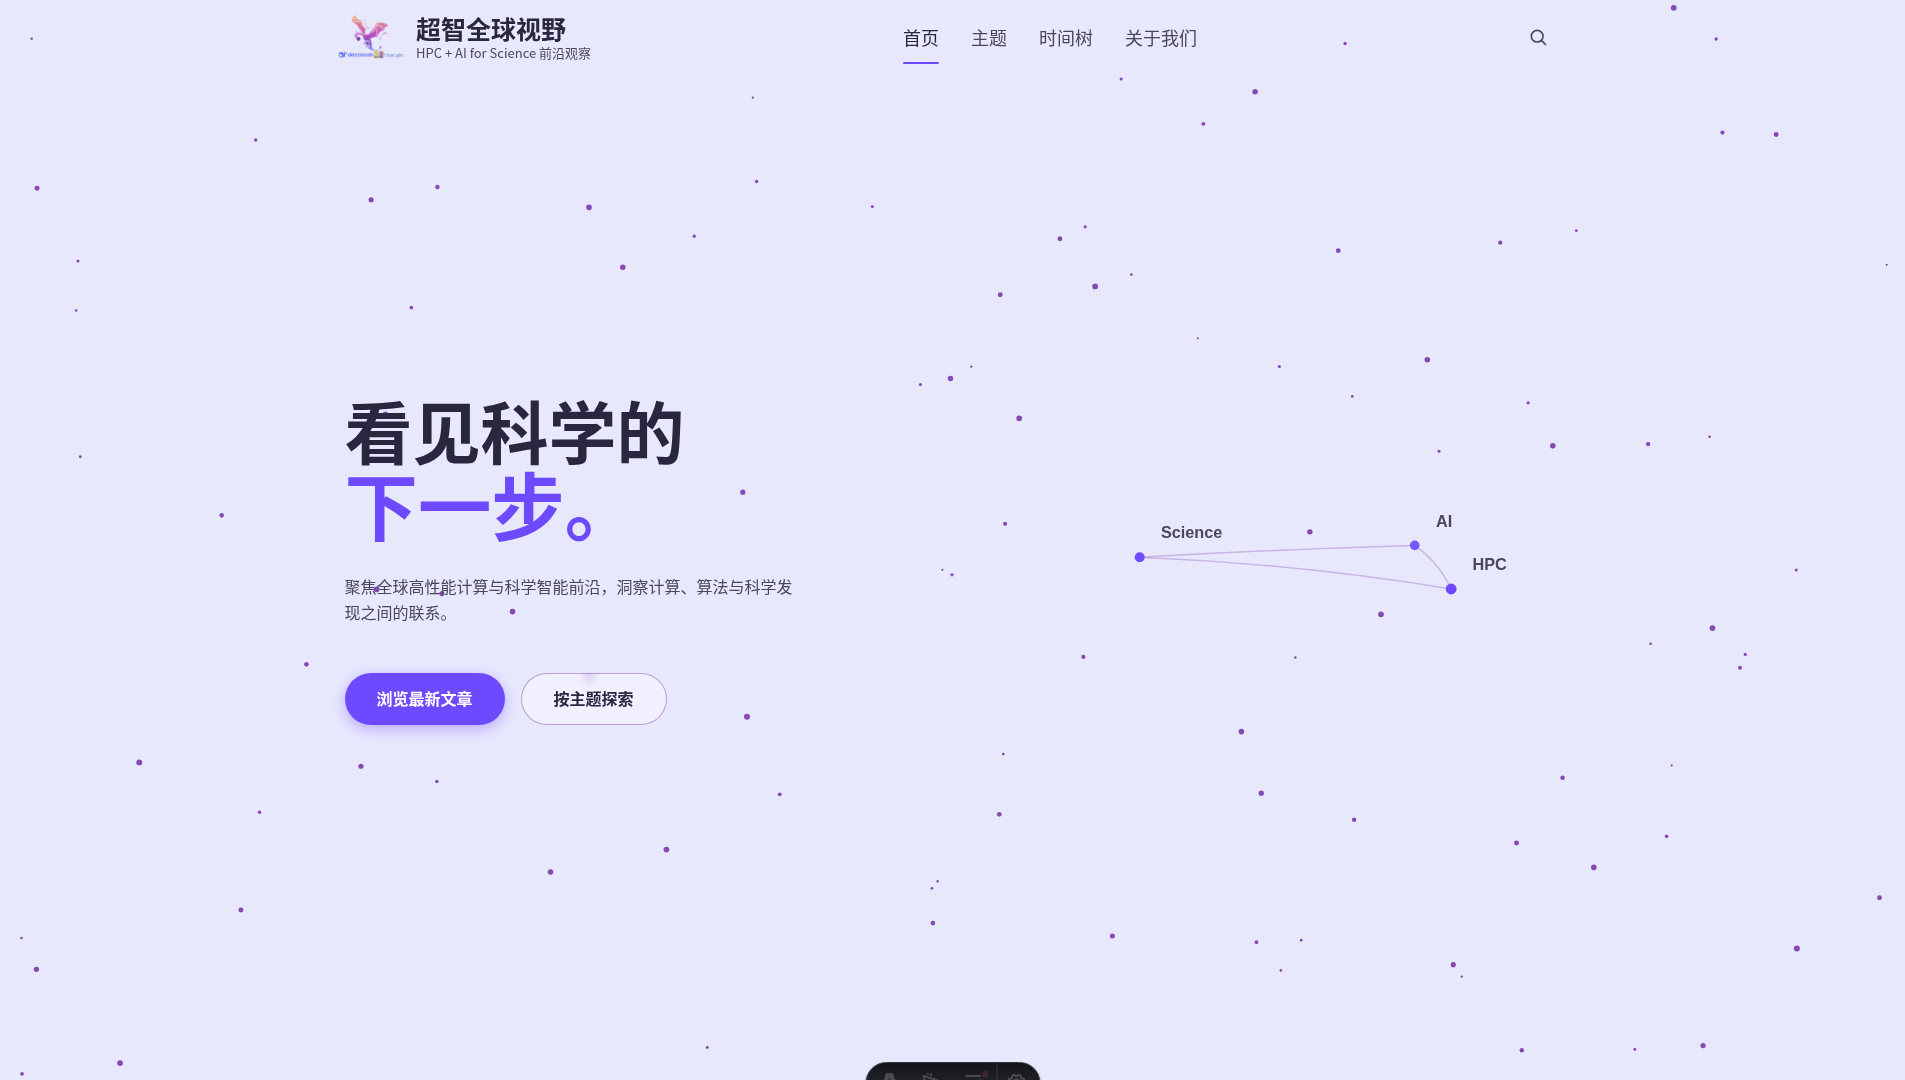 超智全球视野
HPC + AI for Science 前沿观察
首页
主题
时间树
关于我们
看见科学的
下一步。
聚焦全球高性能计算与科学智能前沿，洞察计算、算法与科学发
现之间的联系。
浏览最新文章
按主题探索
Science
AI
HPC